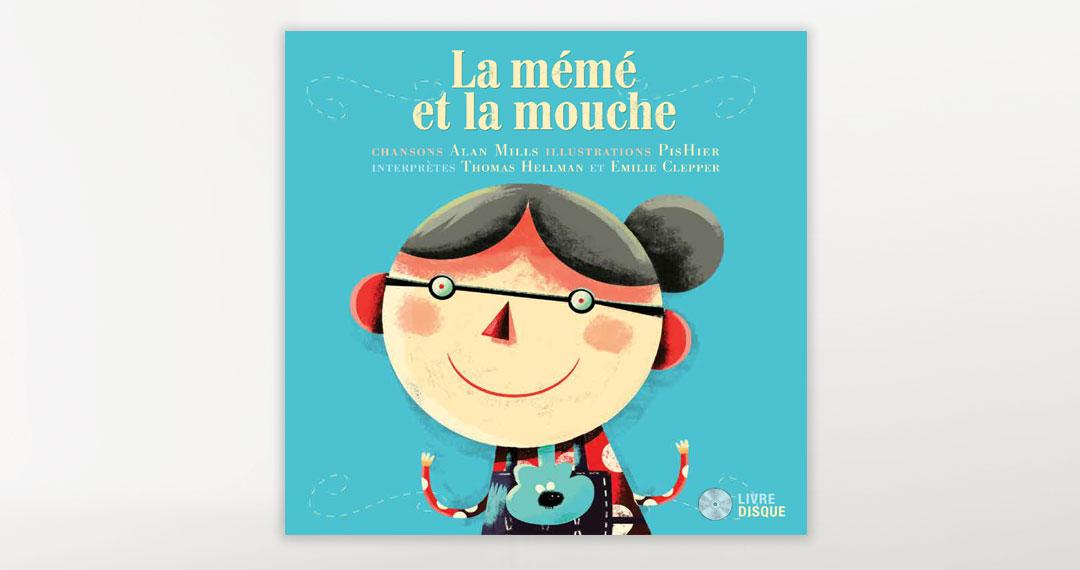 La mémé
et la mouche
CHANSONS ALAN MILLS ILLUSTRATIONS PISHIER
INTERPRÈTES THOMAS HELLMAN ET EMILIE CLEPPER
LIVRE
DISQUE